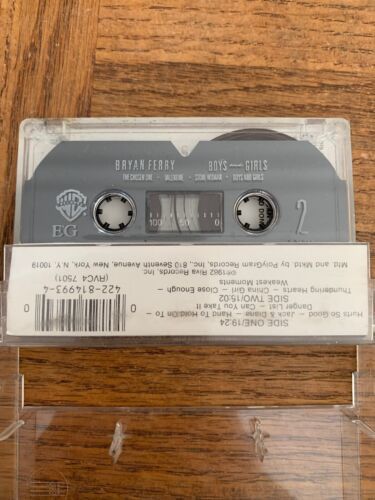 BRYAN FERRY BOYS AND GIRLS
THE CHOSEN ONE • VALENTINE • STONE WOMAN • BOYS AND GIRLS
100 50 0
2
EG
SIDE ONE/19:24
Hurts So Good — Jack & Diane — Hand To Hold On To —
Danger List — Can You Take It
SIDE TWO/15:02
Thundering Hearts — China Girl — Close Enough —
Weakest Moments
422-814993-4
(RVC4 7501)
℗©1982 Riva Records, Inc.
Mfd. and Mktd. by PolyGram Records, Inc., 810 Seventh Avenue, New York, N.Y. 10019